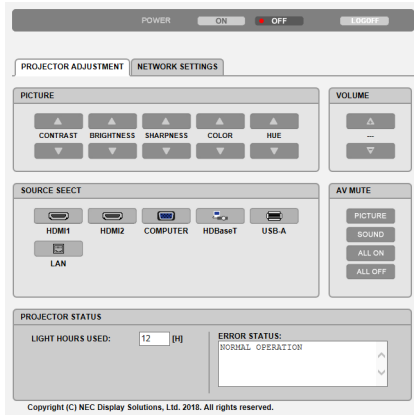 POWER ON OFF LOGOFF
PROJECTOR ADJUSTMENT NETWORK SETTINGS
PICTURE VOLUME
CONTRAST BRIGHTNESS SHARPNESS COLOR HUE ---
SOURCE SEECT AV MUTE
PICTURE
HDMI1 HDMI2 COMPUTER HDBaseT USB-A SOUND
ALL ON
LAN ALL OFF
PROJECTOR STATUS
LIGHT HOURS USED: 12 [H] ERROR STATUS:
NORMAL OPERATION
Copyright (C) NEC Display Solutions, Ltd. 2018. All rights reserved.